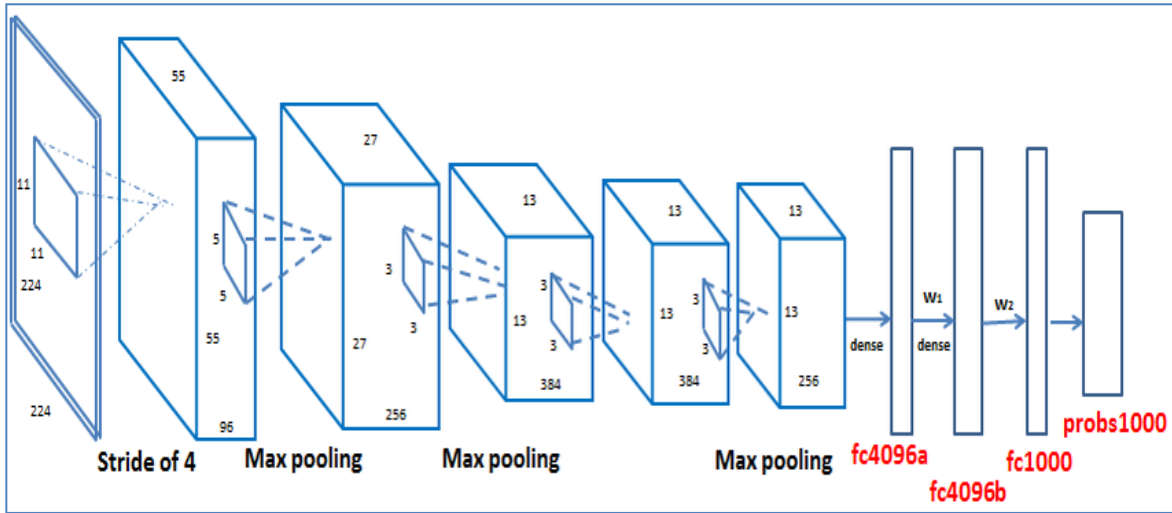 11
11
224
224
55
55
96
Stride of 4
5
5
27
27
256
Max pooling
3
3
13
13
384
Max pooling
3
3
13
13
384
3
3
13
13
256
Max pooling
dense
fc4096a
W1
dense
fc4096b
W2
fc1000
probs1000